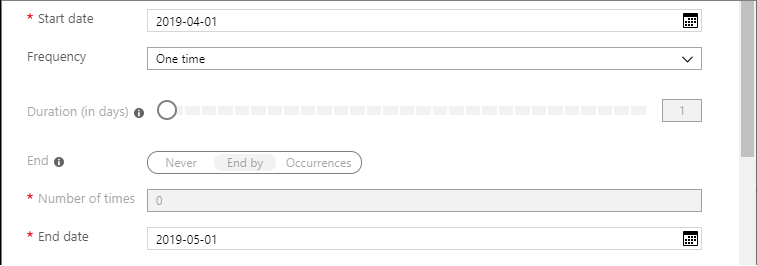 * Start date 2019-04-01
Frequency One time
Duration (in days) 1
End Never End by Occurrences
* Number of times 0
* End date 2019-05-01